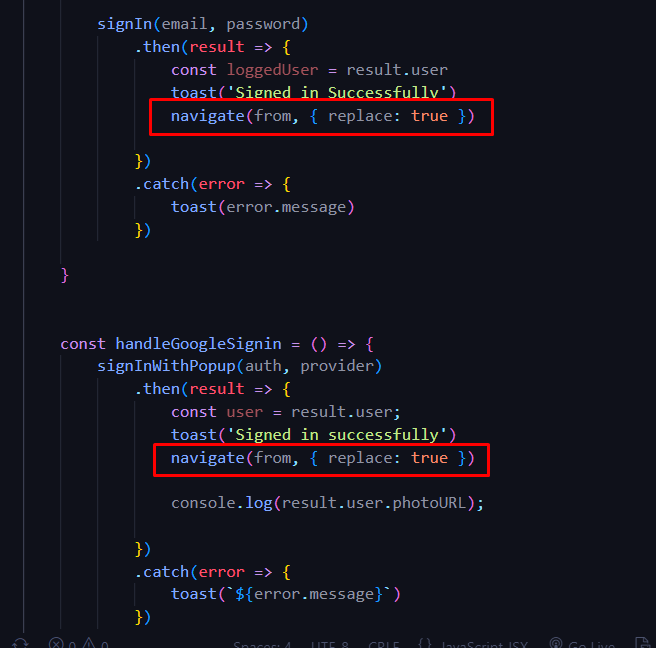 signIn(email, password)
.then(result => {
const loggedUser = result.user
toast('Signed in Successfully')
navigate(from, { replace: true })
})
.catch(error => {
toast(error.message)
})
}
const handleGoogleSignin = () => {
signInWithPopup(auth, provider)
.then(result => {
const user = result.user;
toast('Signed in successfully')
navigate(from, { replace: true })
console.log(result.user.photoURL);
})
.catch(error => {
toast(`${error.message}`)
})
0 0 Spaces: 4 UTF-8 CRLF {} JavaScript JSX Go Live